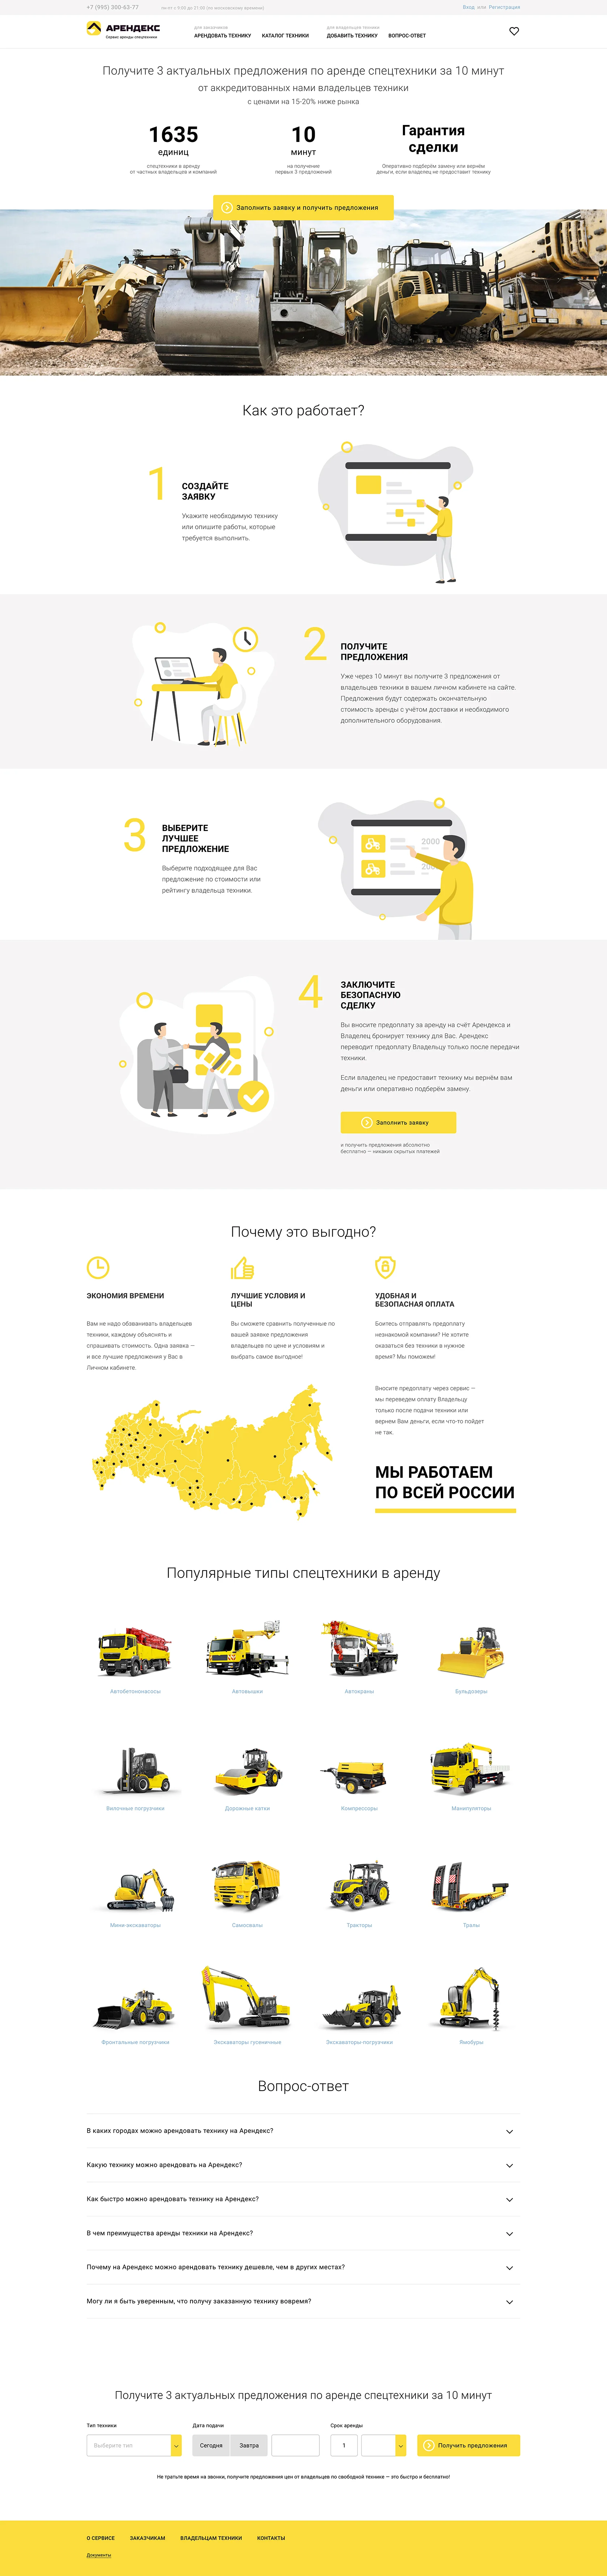 +7 (995) 300-63-77
пн-пт с 9:00 до 21:00 (по московскому времени)
Вход или Регистрация
АРЕНДЕКС
Сервис аренды спецтехники
для заказчиков
АРЕНДОВАТЬ ТЕХНИКУ КАТАЛОГ ТЕХНИКИ
для владельцев техники
ДОБАВИТЬ ТЕХНИКУ ВОПРОС-ОТВЕТ
Получите 3 актуальных предложения по аренде спецтехники за 10 минут
от аккредитованных нами владельцев техники
с ценами на 15-20% ниже рынка
1635
единиц
спецтехники в аренду
от частных владельцев и компаний
10
минут
на получение
первых 3 предложений
Гарантия
сделки
Оперативно подберём замену или вернём
деньги, если владелец не предоставит технику
Заполнить заявку и получить предложения
Как это работает?
1
СОЗДАЙТЕ
ЗАЯВКУ
Укажите необходимую технику
или опишите работы, которые
требуется выполнить.
2
ПОЛУЧИТЕ
ПРЕДЛОЖЕНИЯ
Уже через 10 минут вы получите 3 предложения от
владельцев техники в вашем личном кабинете на сайте.
Предложения будут содержать окончательную
стоимость аренды с учётом доставки и необходимого
дополнительного оборудования.
3
ВЫБЕРИТЕ
ЛУЧШЕЕ
ПРЕДЛОЖЕНИЕ
Выберите подходящее для Вас
предложение по стоимости или
рейтингу владельца техники.
2000
4
ЗАКЛЮЧИТЕ
БЕЗОПАСНУЮ
СДЕЛКУ
Вы вносите предоплату за аренду на счёт Арендекса и
Владелец бронирует технику для Вас. Арендекс
переводит предоплату Владельцу только после передачи
техники.
Если владелец не предоставит технику мы вернём вам
деньги или оперативно подберём замену.
Заполнить заявку
и получить предложения абсолютно
бесплатно — никаких скрытых платежей
Почему это выгодно?
ЭКОНОМИЯ ВРЕМЕНИ
Вам не надо обзванивать владельцев
техники, каждому объяснять и
спрашивать стоимость. Одна заявка —
и все лучшие предложения у Вас в
Личном кабинете.
ЛУЧШИЕ УСЛОВИЯ И
ЦЕНЫ
Вы сможете сравнить полученные по
вашей заявке предложения
владельцев по цене и условиям и
выбрать самое выгодное!
УДОБНАЯ И
БЕЗОПАСНАЯ ОПЛАТА
Боитесь отправлять предоплату
незнакомой компании? Не хотите
оказаться без техники в нужное
время? Мы поможем!
Вносите предоплату через сервис —
мы переведем оплату Владельцу
только после подачи техники или
вернем Вам деньги, если что-то пойдет
не так.
МЫ РАБОТАЕМ
ПО ВСЕЙ РОССИИ
Популярные типы спецтехники в аренду
Автобетононасосы Автовышки Автокраны Бульдозеры
Вилочные погрузчики Дорожные катки Компрессоры Манипуляторы
Мини-экскаваторы Самосвалы Тракторы Тралы
Фронтальные погрузчики Экскаваторы гусеничные Экскаваторы-погрузчики Ямобуры
Вопрос-ответ
В каких городах можно арендовать технику на Арендекс?
Какую технику можно арендовать на Арендекс?
Как быстро можно арендовать технику на Арендекс?
В чем преимущества аренды техники на Арендекс?
Почему на Арендекс можно арендовать технику дешевле, чем в других местах?
Могу ли я быть уверенным, что получу заказанную технику вовремя?
Получите 3 актуальных предложения по аренде спецтехники за 10 минут
Тип техники Дата подачи Срок аренды
Выберите тип Сегодня Завтра 1 Получить предложения
Не тратьте время на звонки, получите предложения цен от владельцев по свободной технике — это быстро и бесплатно!
О СЕРВИСЕ ЗАКАЗЧИКАМ ВЛАДЕЛЬЦАМ ТЕХНИКИ КОНТАКТЫ
Документы